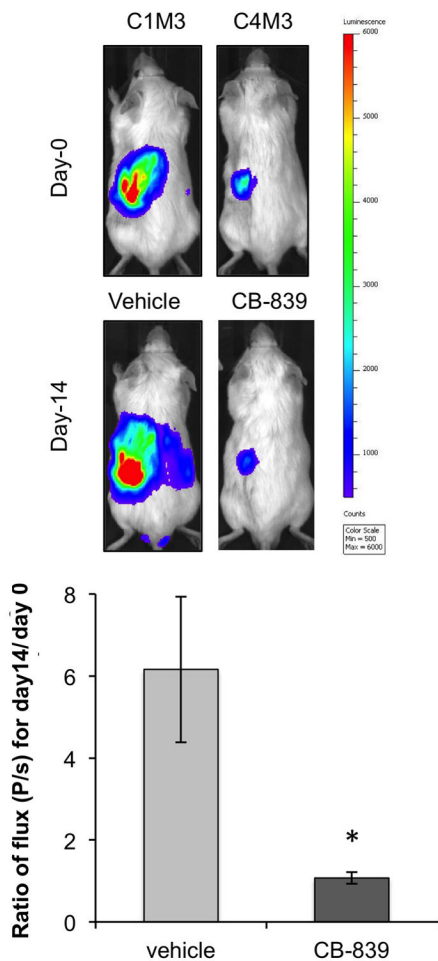 C1M3 C4M3
Luminescence
6000
Day-0
5000
4000
3000
Vehicle CB-839
2000
Day-14
1000
Counts
Color Scale
Min = 500
Max = 6000
Ratio of flux (P/s) for day14/day 0
8
6
4
2
0
*
vehicle CB-839